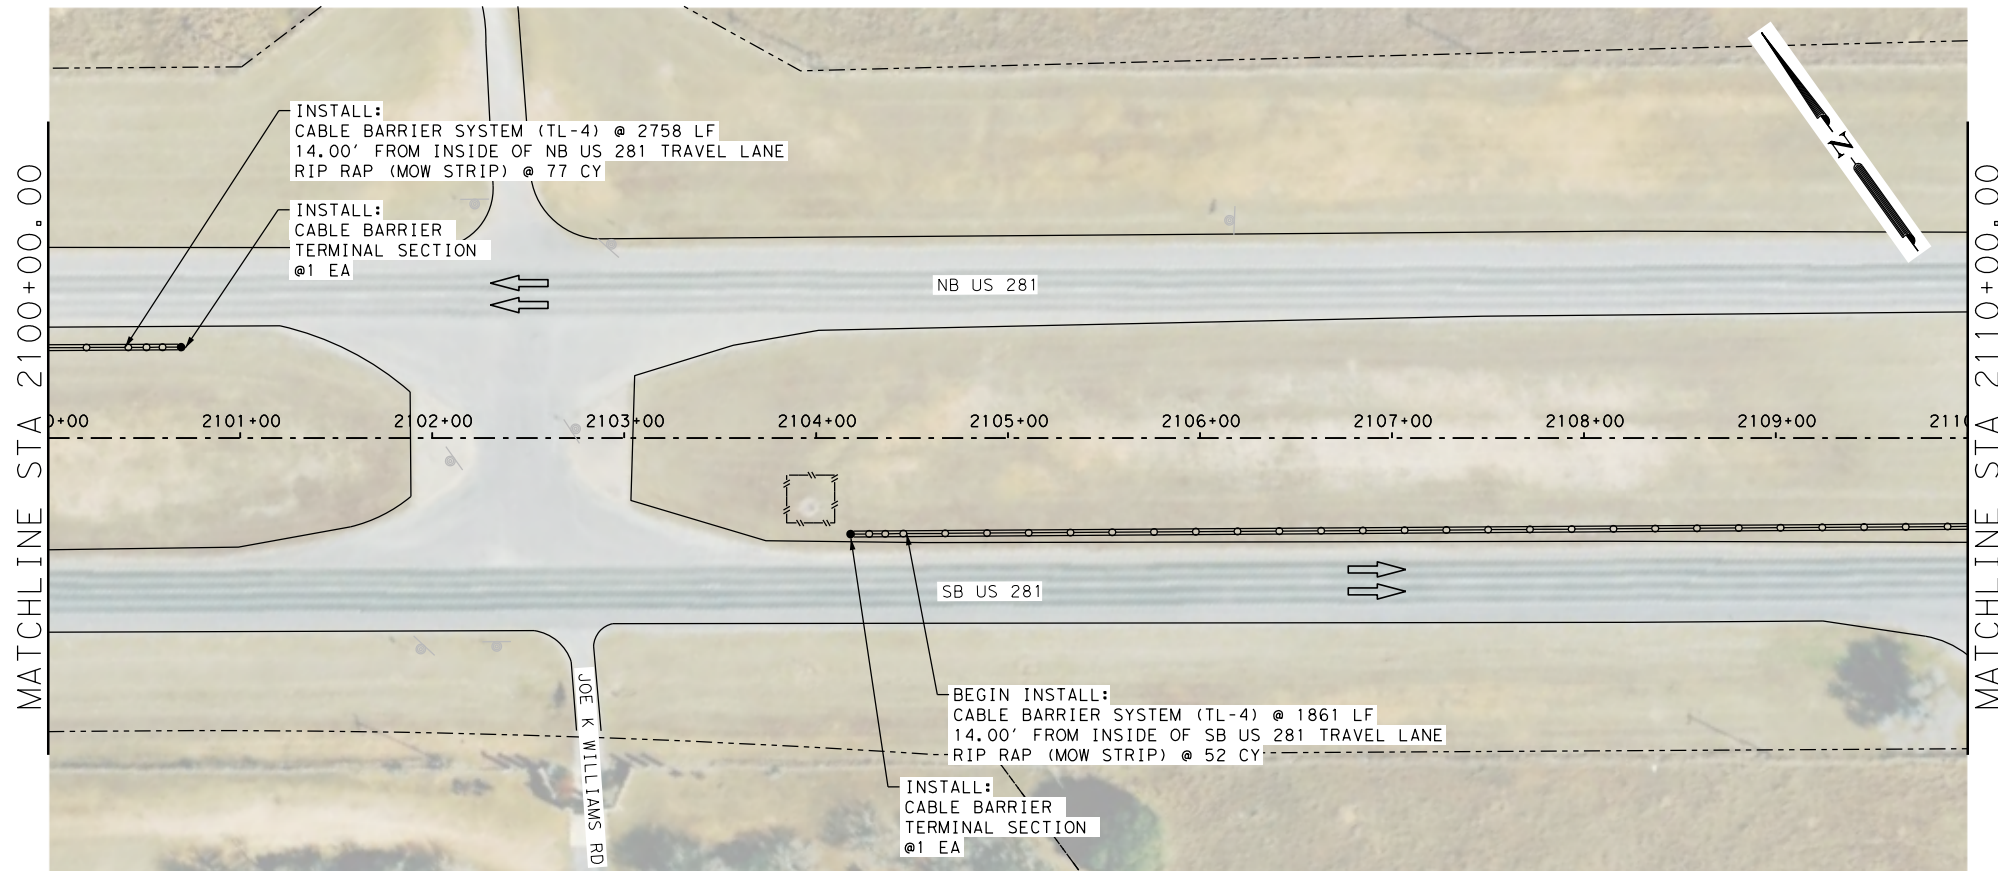 INSTALL:
CABLE BARRIER SYSTEM (TL-4) @ 2758 LF
14.00' FROM INSIDE OF NB US 281 TRAVEL LANE
RIP RAP (MOW STRIP) @ 77 CY
INSTALL:
CABLE BARRIER
TERMINAL SECTION
@1 EA
N
MATCHLINE STA 2100+00.00
MATCHLINE STA 2110+00.00
NB US 281
0+00 2101+00 2102+00 2103+00 2104+00 2105+00 2106+00 2107+00 2108+00 2109+00 2110
SB US 281
JOE K WILLIAMS RD
BEGIN INSTALL:
CABLE BARRIER SYSTEM (TL-4) @ 1861 LF
14.00' FROM INSIDE OF SB US 281 TRAVEL LANE
RIP RAP (MOW STRIP) @ 52 CY
INSTALL:
CABLE BARRIER
TERMINAL SECTION
@1 EA